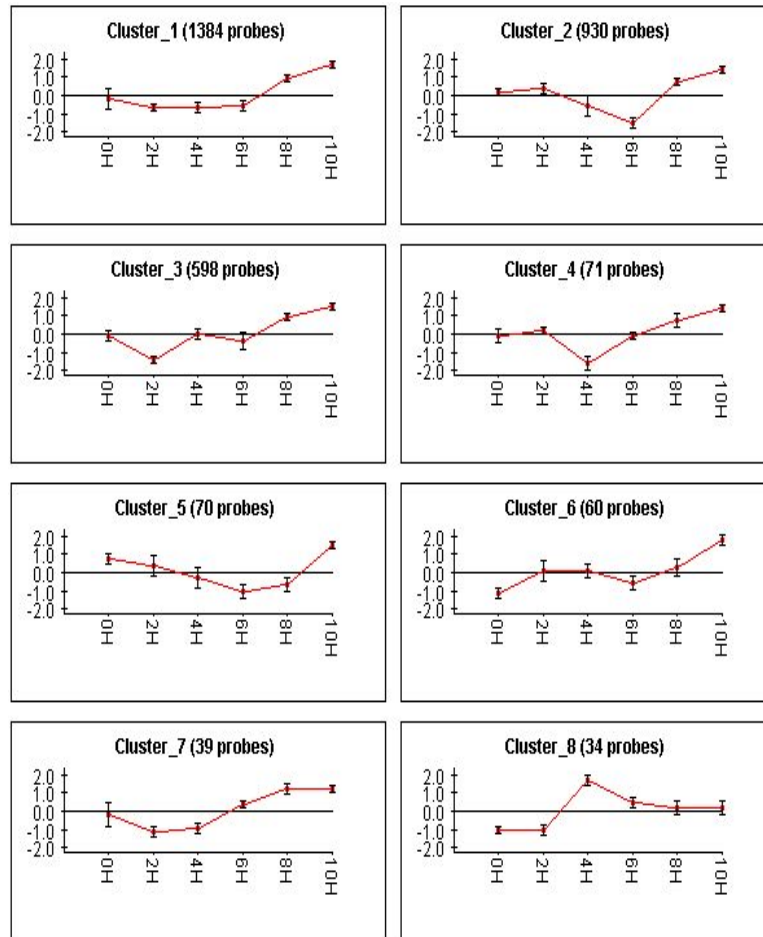 Cluster_1 (1384 probes)
2.0
1.0
0.0
-1.0
-2.0
0H 2H 4H 6H 8H 10H
Cluster_2 (930 probes)
2.0
1.0
0.0
-1.0
-2.0
0H 2H 4H 6H 8H 10H
Cluster_3 (598 probes)
2.0
1.0
0.0
-1.0
-2.0
0H 2H 4H 6H 8H 10H
Cluster_4 (71 probes)
2.0
1.0
0.0
-1.0
-2.0
0H 2H 4H 6H 8H 10H
Cluster_5 (70 probes)
2.0
1.0
0.0
-1.0
-2.0
0H 2H 4H 6H 8H 10H
Cluster_6 (60 probes)
2.0
1.0
0.0
-1.0
-2.0
0H 2H 4H 6H 8H 10H
Cluster_7 (39 probes)
2.0
1.0
0.0
-1.0
-2.0
0H 2H 4H 6H 8H 10H
Cluster_8 (34 probes)
2.0
1.0
0.0
-1.0
-2.0
0H 2H 4H 6H 8H 10H